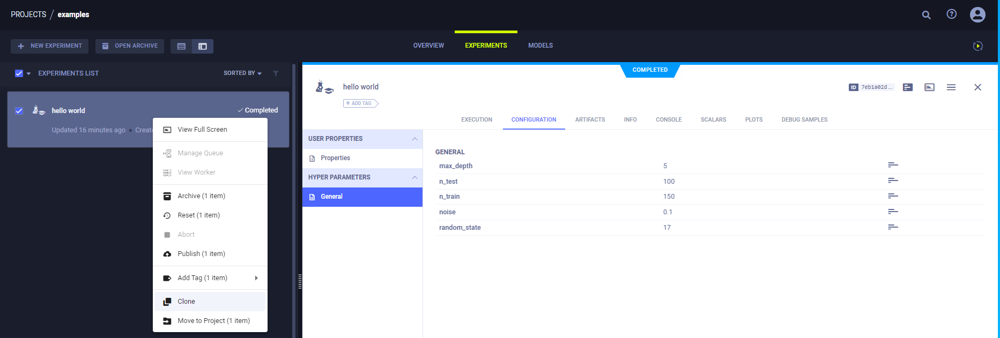 PROJECTS / examples
NEW EXPERIMENT
OPEN ARCHIVE
OVERVIEW
EXPERIMENTS
MODELS
EXPERIMENTS LIST
SORTED BY
hello world
Completed
Updated 16 minutes ago
View Full Screen
Manage Queue
View Worker
Archive (1 item)
Reset (1 item)
Abort
Publish (1 item)
Add Tag (1 item)
Clone
Move to Project (1 item)
COMPLETED
hello world
ID 7eb1a02d...
+ ADD TAG
EXECUTION
CONFIGURATION
ARTIFACTS
INFO
CONSOLE
SCALARS
PLOTS
DEBUG SAMPLES
USER PROPERTIES
Properties
HYPER PARAMETERS
General
GENERAL
max_depth 5
n_test 100
n_train 150
noise 0.1
random_state 17